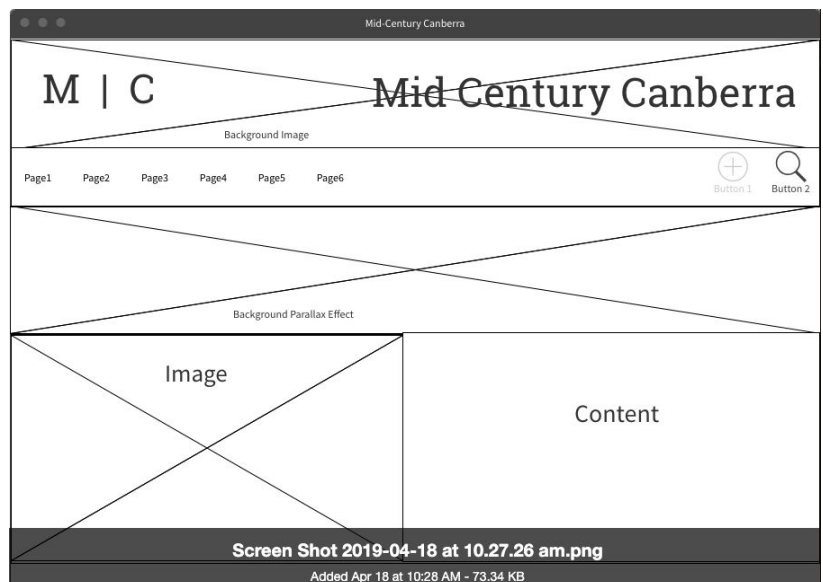 Mid-Century Canberra
M | C
Mid Century Canberra
Background Image
Page1 Page2 Page3 Page4 Page5 Page6
Button 1 Button 2
Background Parallax Effect
Image
Content
Screen Shot 2019-04-18 at 10.27.26 am.png
Added Apr 18 at 10:28 AM - 73.34 KB